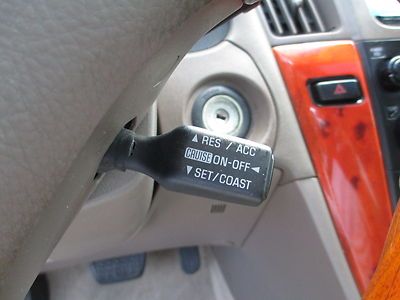 ▲ RES / ACC
CRUISE ON-OFF ◄
▼ SET/COAST